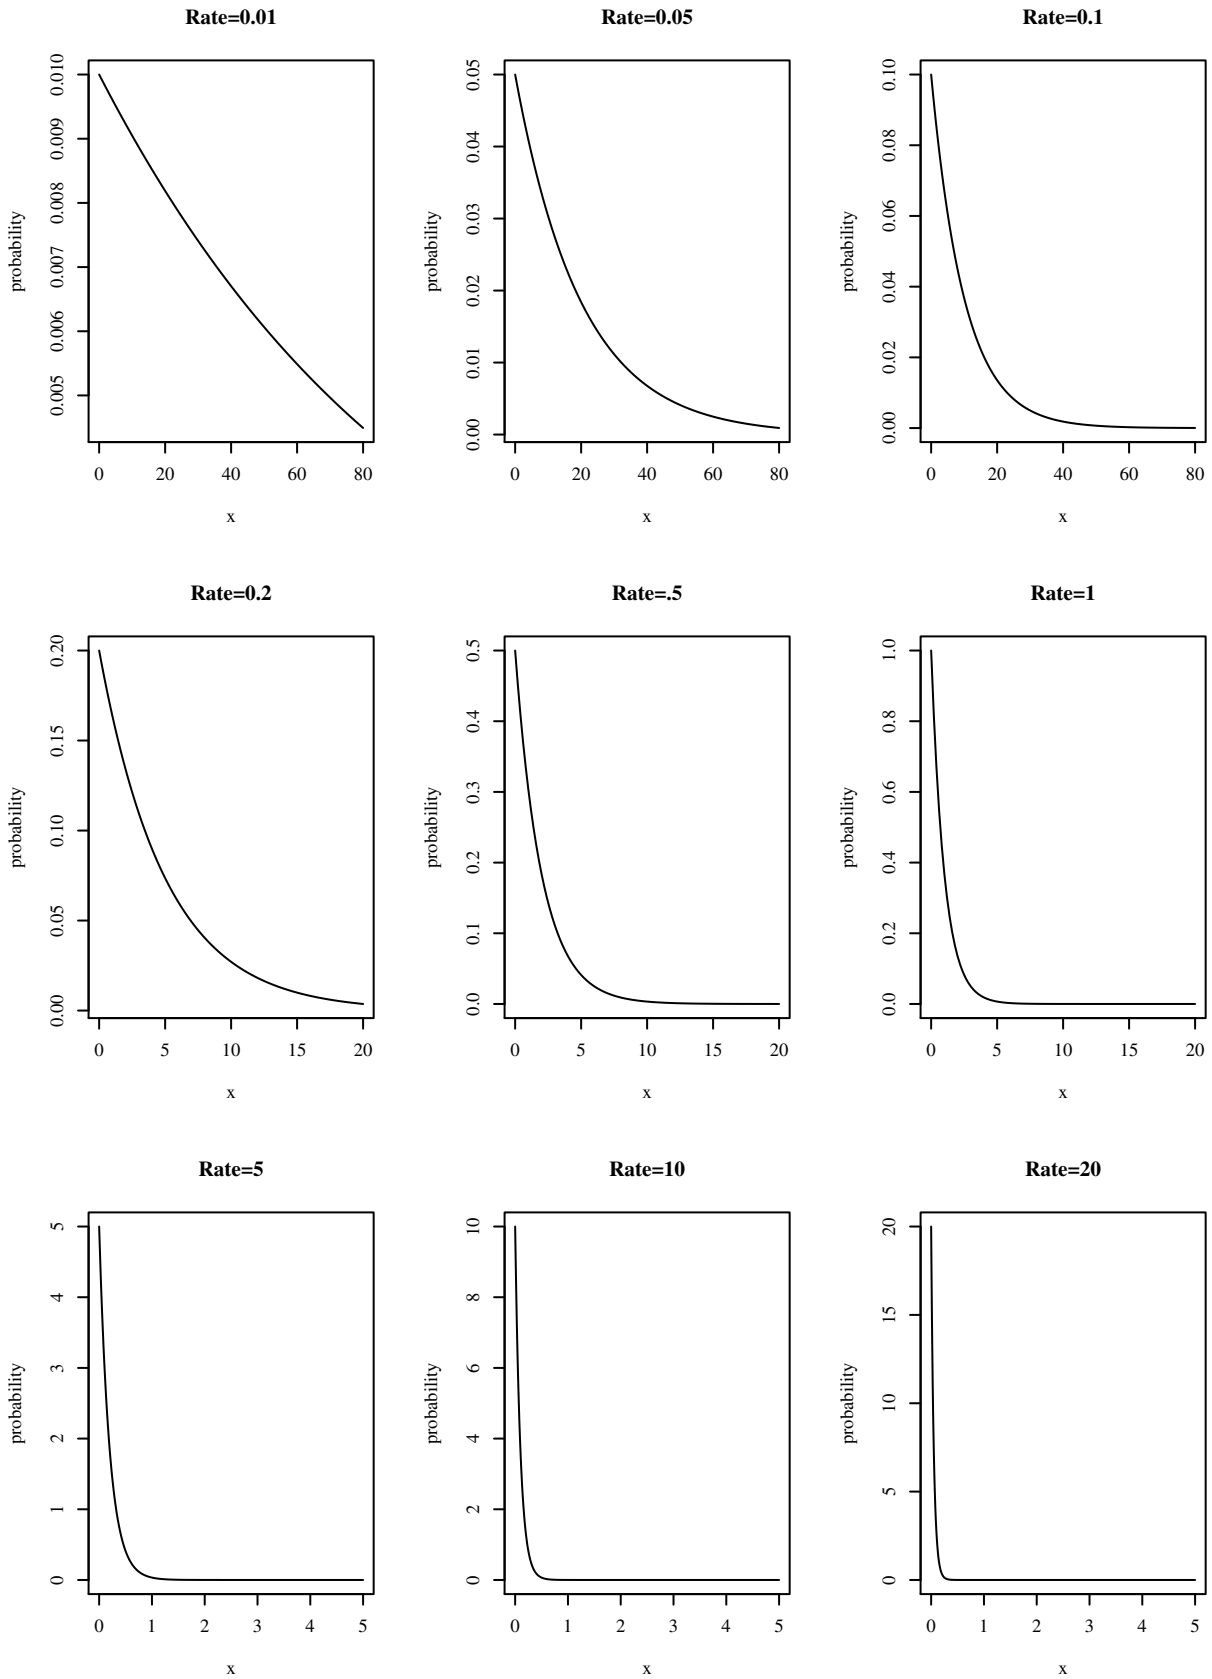 Rate=0.01
Rate=0.05
Rate=0.1
probability
0.005 0.006 0.007 0.008 0.009 0.010
probability
0.00 0.01 0.02 0.03 0.04 0.05
probability
0.00 0.02 0.04 0.06 0.08 0.10
0 20 40 60 80
0 20 40 60 80
0 20 40 60 80
x
x
x
Rate=0.2
Rate=.5
Rate=1
probability
0.00 0.05 0.10 0.15 0.20
probability
0.0 0.1 0.2 0.3 0.4 0.5
probability
0.0 0.2 0.4 0.6 0.8 1.0
0 5 10 15 20
0 5 10 15 20
0 5 10 15 20
x
x
x
Rate=5
Rate=10
Rate=20
probability
0 1 2 3 4 5
probability
0 2 4 6 8 10
probability
0 5 10 15 20
0 1 2 3 4 5
0 1 2 3 4 5
0 1 2 3 4 5
x
x
x